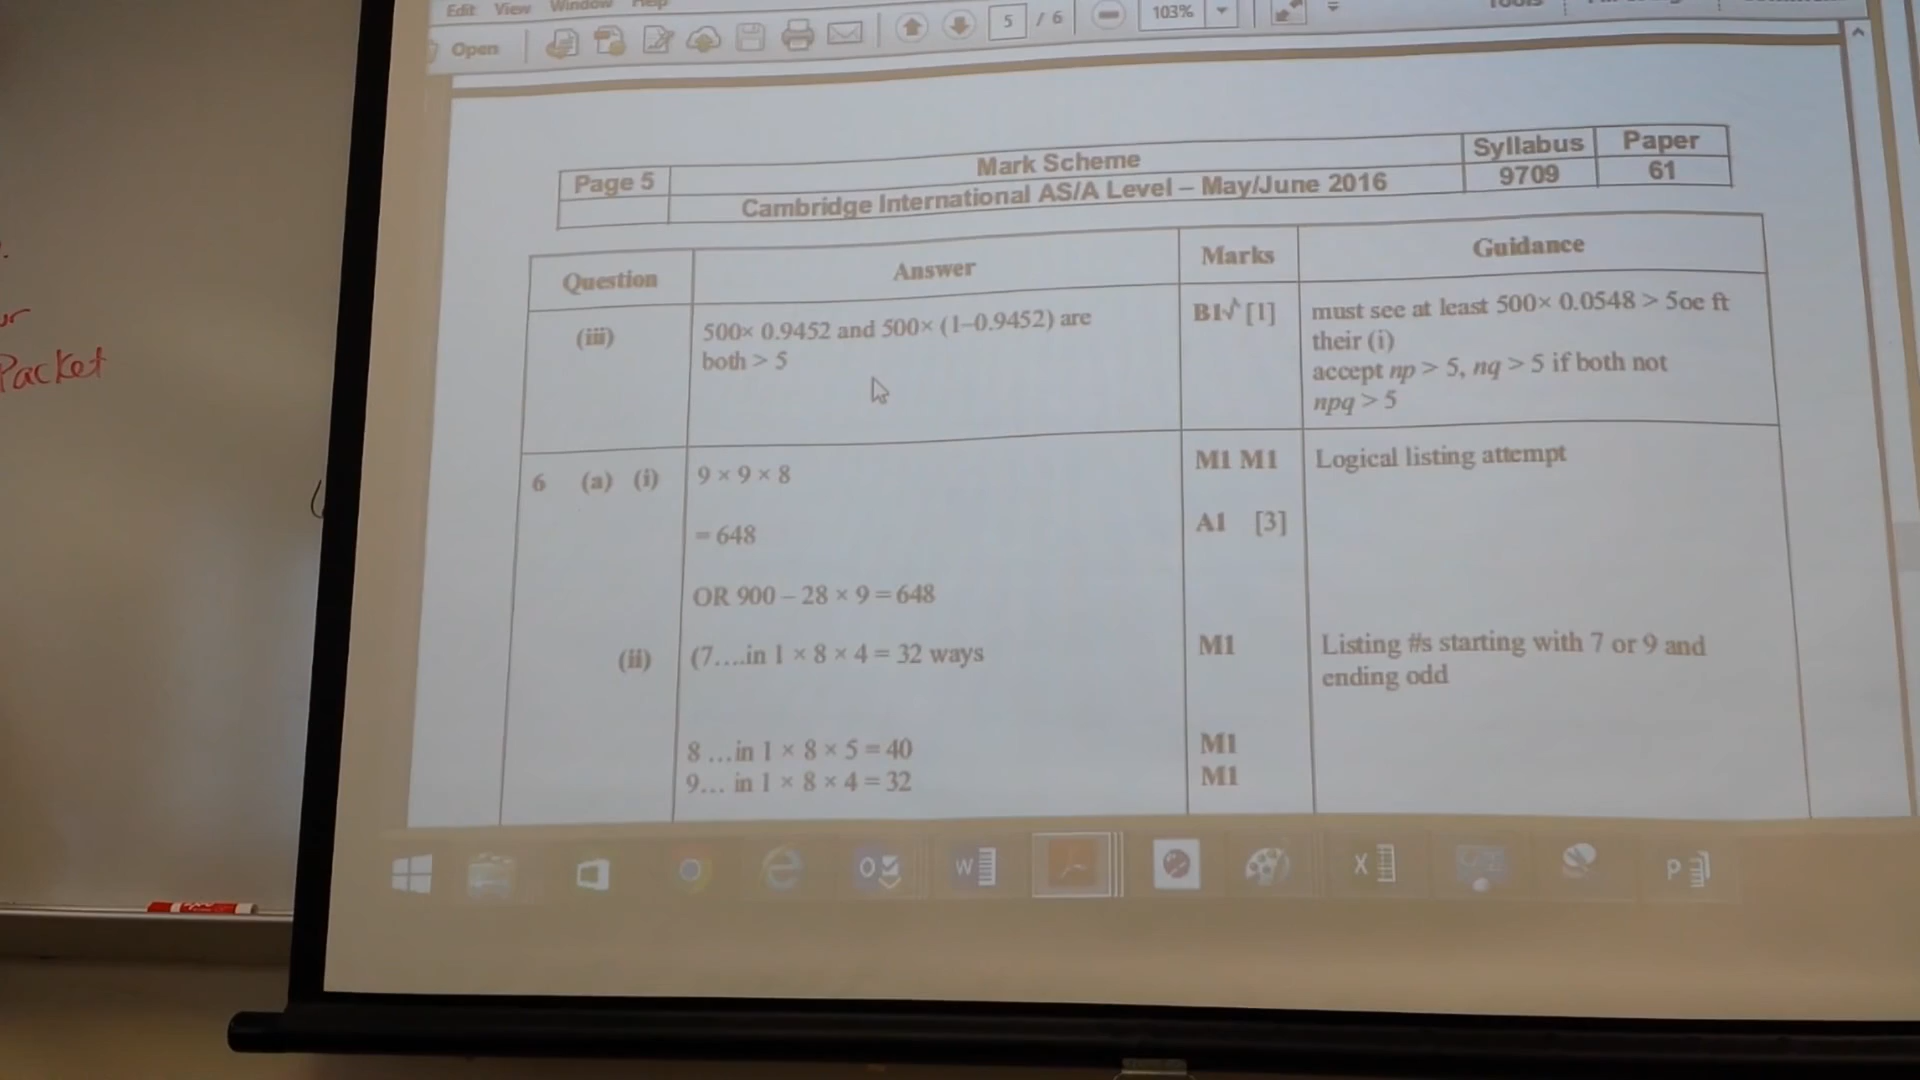 Edit View Window Help
Open 5 / 6 103%
Page 5 Mark Scheme Syllabus Paper
Cambridge International AS/A Level – May/June 2016 9709 61
Question Answer Marks Guidance
(iii) 500× 0.9452 and 500× (1–0.9452) are both > 5 B1√ [1] must see at least 500× 0.0548 > 5oe ft
their (i)
accept np > 5, nq > 5 if both not
npq > 5
6 (a) (i) 9 × 9 × 8 M1 M1 Logical listing attempt
= 648 A1 [3]
OR 900 – 28 × 9 = 648
(ii) (7....in 1 × 8 × 4 = 32 ways M1 Listing #s starting with 7 or 9 and
ending odd
8 ...in 1 × 8 × 5 = 40 M1
9... in 1 × 8 × 4 = 32 M1
Packet